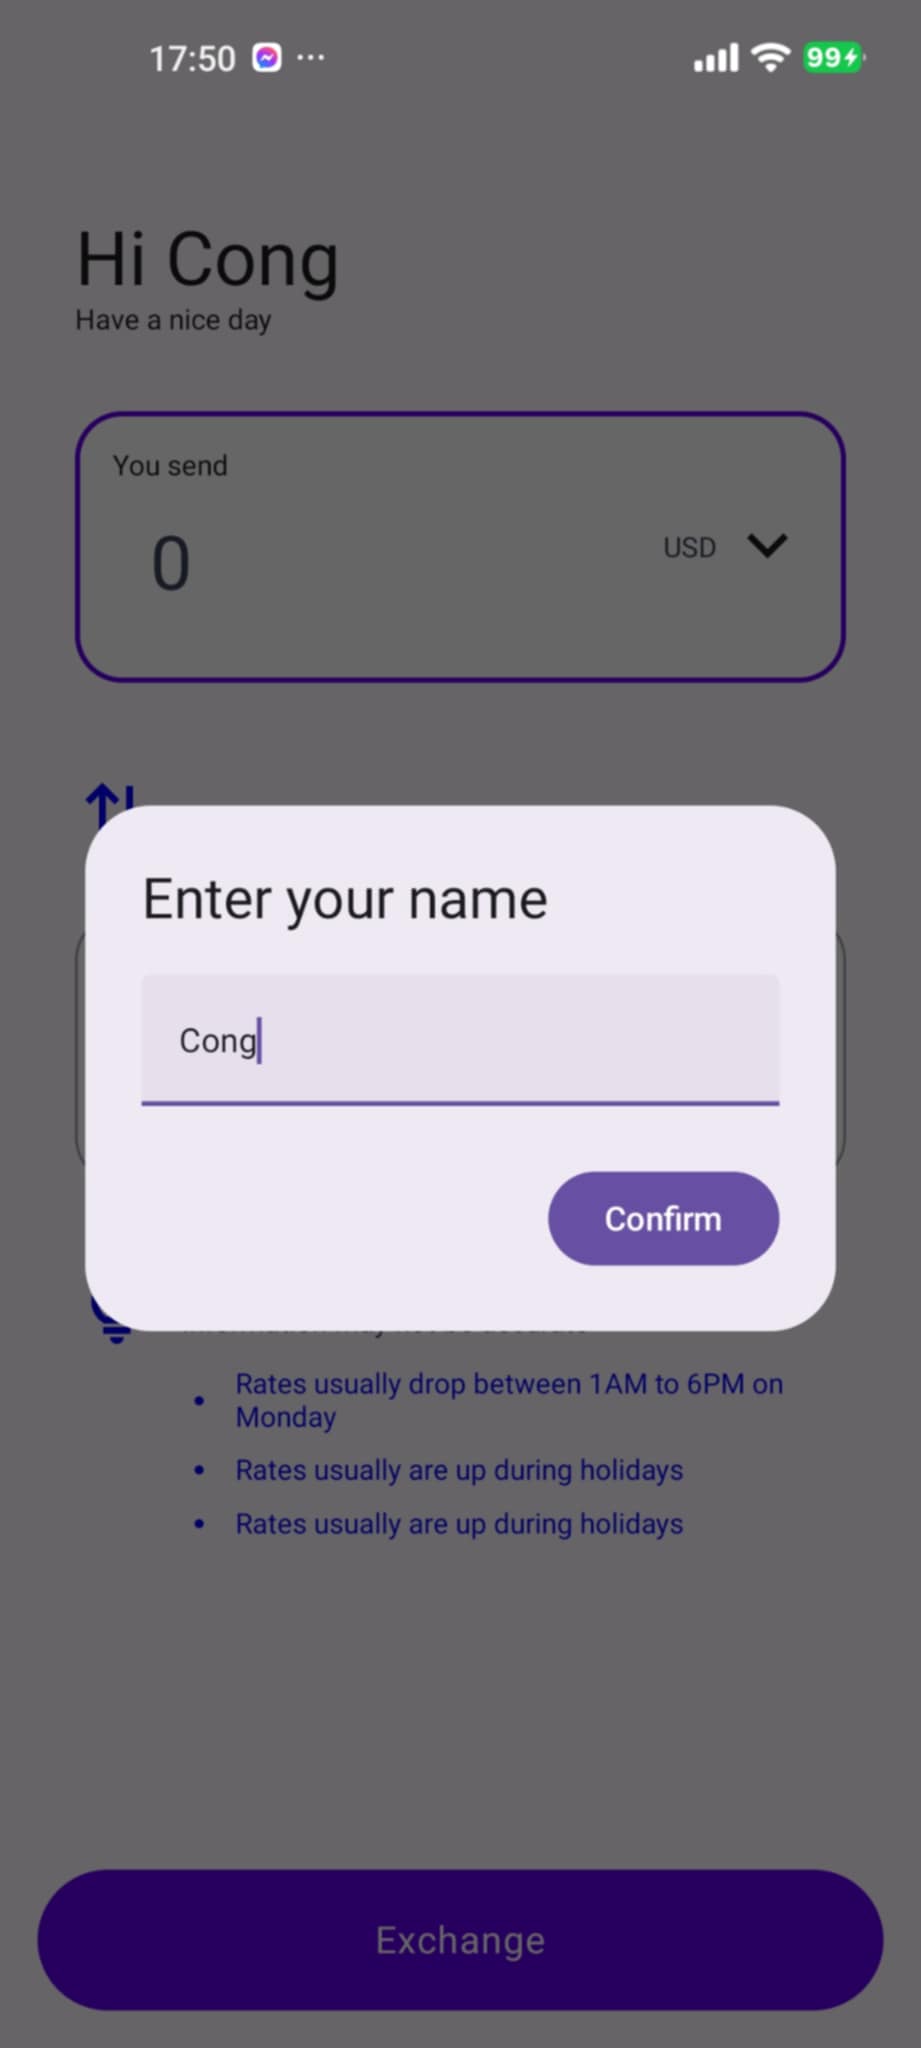 17:50
99
Hi Cong
Have a nice day
You send
0
USD
Enter your name
Cong
Confirm
Rates usually drop between 1AM to 6PM on
Monday
Rates usually are up during holidays
Rates usually are up during holidays
Exchange